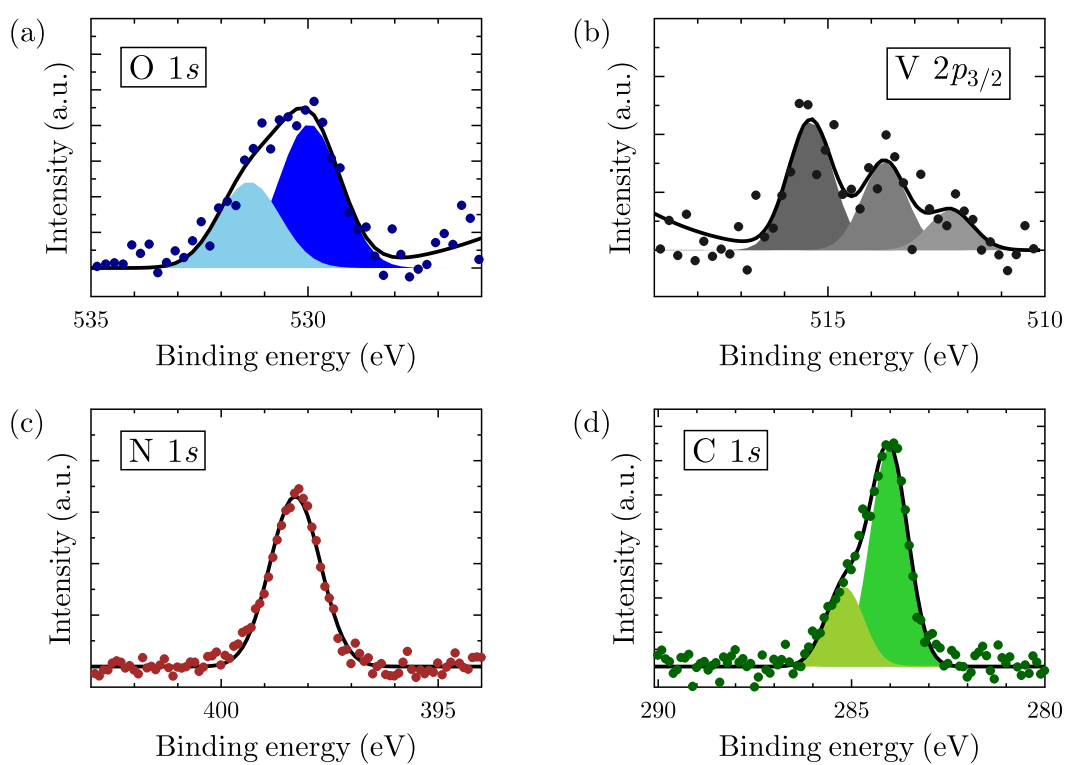 (a)
O 1s
Intensity (a.u.)
535
530
Binding energy (eV)
(b)
V 2p3/2
Intensity (a.u.)
515
510
Binding energy (eV)
(c)
N 1s
Intensity (a.u.)
400
395
Binding energy (eV)
(d)
C 1s
Intensity (a.u.)
290
285
280
Binding energy (eV)